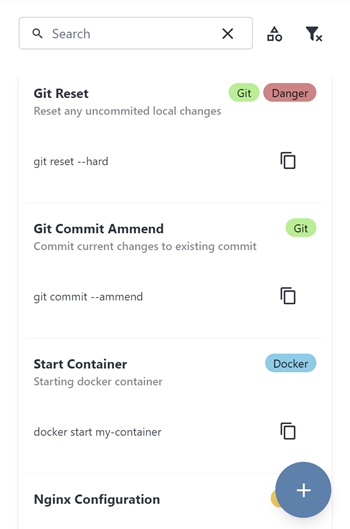 Search
Git Reset
Git Danger
Reset any uncommited local changes
git reset --hard
Git Commit Ammend
Git
Commit current changes to existing commit
git commit --ammend
Start Container
Docker
Starting docker container
docker start my-container
Nginx Configuration